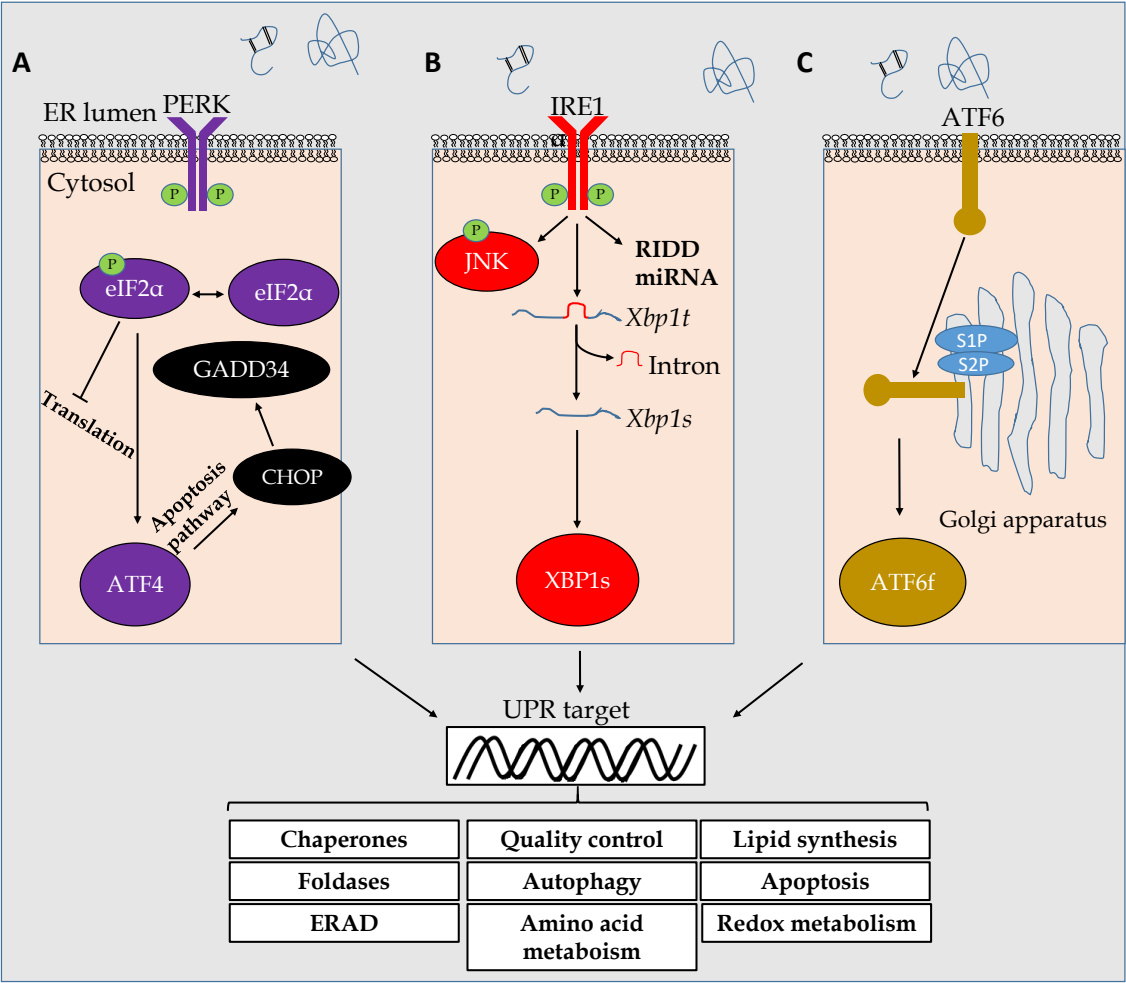 A
B
C
ER lumen
PERK
IRE1
α
ATF6
Cytosol
P
P
P
P
P
eIF2α
eIF2α
P
JNK
RIDD
miRNA
Xbp1t
Intron
Xbp1s
GADD34
Translation
CHOP
Apoptosis
pathway
ATF4
XBP1s
S1P
S2P
Golgi apparatus
ATF6f
UPR target
Chaperones
Quality control
Lipid synthesis
Foldases
Autophagy
Apoptosis
ERAD
Amino acid
metaboism
Redox metabolism